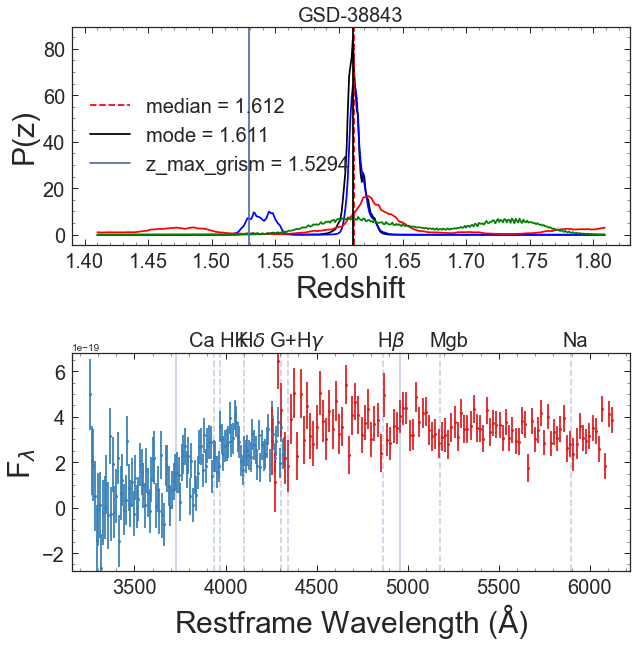 GSD-38843
80
60
40
20
0
P(z)
median = 1.612
mode = 1.611
z_max_grism = 1.5294
1.40 1.45 1.50 1.55 1.60 1.65 1.70 1.75 1.80
Redshift
1e−19
Ca HK Hδ G+Hγ Hβ Mgb Na
6
4
2
0
−2
F_λ
3500 4000 4500 5000 5500 6000
Restframe Wavelength (Å)